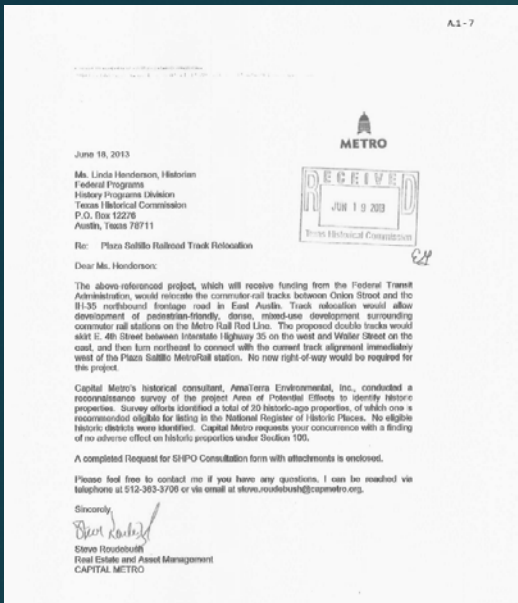 A.1 - 7
METRO
June 18, 2013
Ms. Linda Henderson, Historian
Federal Programs
History Programs Division
Texas Historical Commission
P.O. Box 12276
Austin, Texas 78711
RECEIVED
JUN 19 2013
Texas Historical Commission
Re: Plaza Saltillo Railroad Track Relocation
Dear Ms. Henderson:
The above-referenced project, which will receive funding from the Federal Transit
Administration, would relocate the commuter-rail tracks between Onion Street and the
IH-35 northbound frontage road in East Austin. Track relocation would allow
development of pedestrian-friendly, dense, mixed-use development surrounding
commuter rail stations on the Metro Rail Red Line. The proposed double tracks would
skirt E. 4th Street between Interstate Highway 35 on the west and Waller Street on the
east, and then turn northeast to connect with the current track alignment immediately
west of the Plaza Saltillo MetroRail station. No new right-of-way would be required for
this project.
Capital Metro's historical consultant, AmaTerra Environmental, Inc., conducted a
reconnaissance survey of the project Area of Potential Effects to identify historic
properties. Survey efforts identified a total of 20 historic-age properties, of which one is
recommended eligible for listing in the National Register of Historic Places. No eligible
historic districts were identified. Capital Metro requests your concurrence with a finding
of no adverse effect on historic properties under Section 106.
A completed Request for SHPO Consultation form with attachments is enclosed.
Please feel free to contact me if you have any questions. I can be reached via
telephone at 512-363-3706 or via email at steve.roudebush@capmetro.org.
Sincerely,
Steve Roudebush
Real Estate and Asset Management
CAPITAL METRO